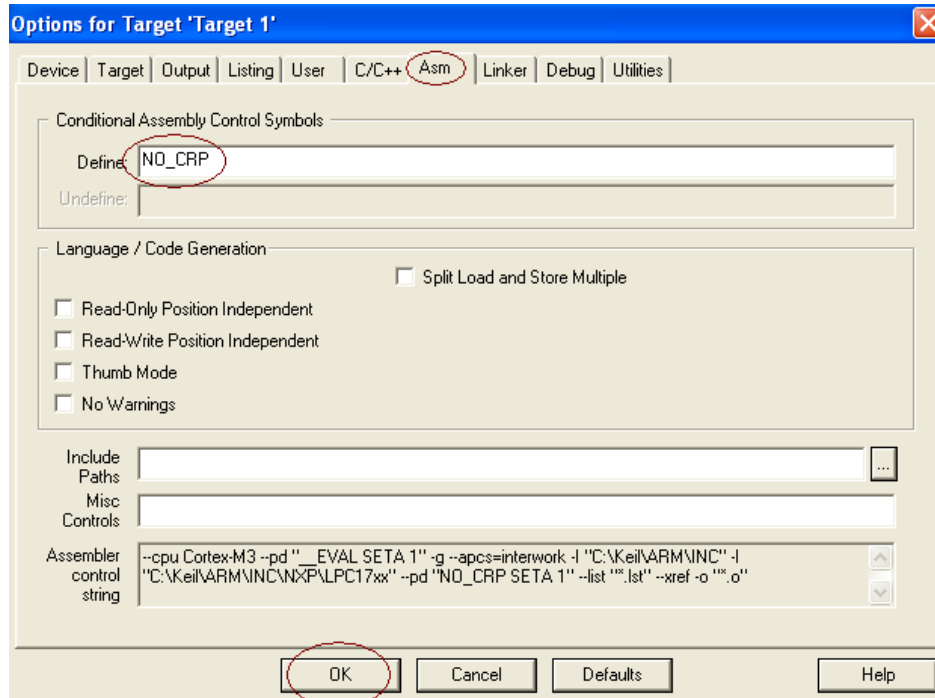 Options for Target 'Target 1'
Device Target Output Listing User C/C++ Asm Linker Debug Utilities
Conditional Assembly Control Symbols
Define: NO_CRP
Undefine:
Language / Code Generation
Split Load and Store Multiple
Read-Only Position Independent
Read-Write Position Independent
Thumb Mode
No Warnings
Include
Paths
...
Misc
Controls
Assembler
control
string
--cpu Cortex-M3 --pd "__EVAL SETA 1" -g --apcs=interwork -I "C:\Keil\ARM\INC" -I
"C:\Keil\ARM\INC\NXP\LPC17xx" --pd "NO_CRP SETA 1" --list "*.lst" --xref -o "*.o"
OK Cancel Defaults Help